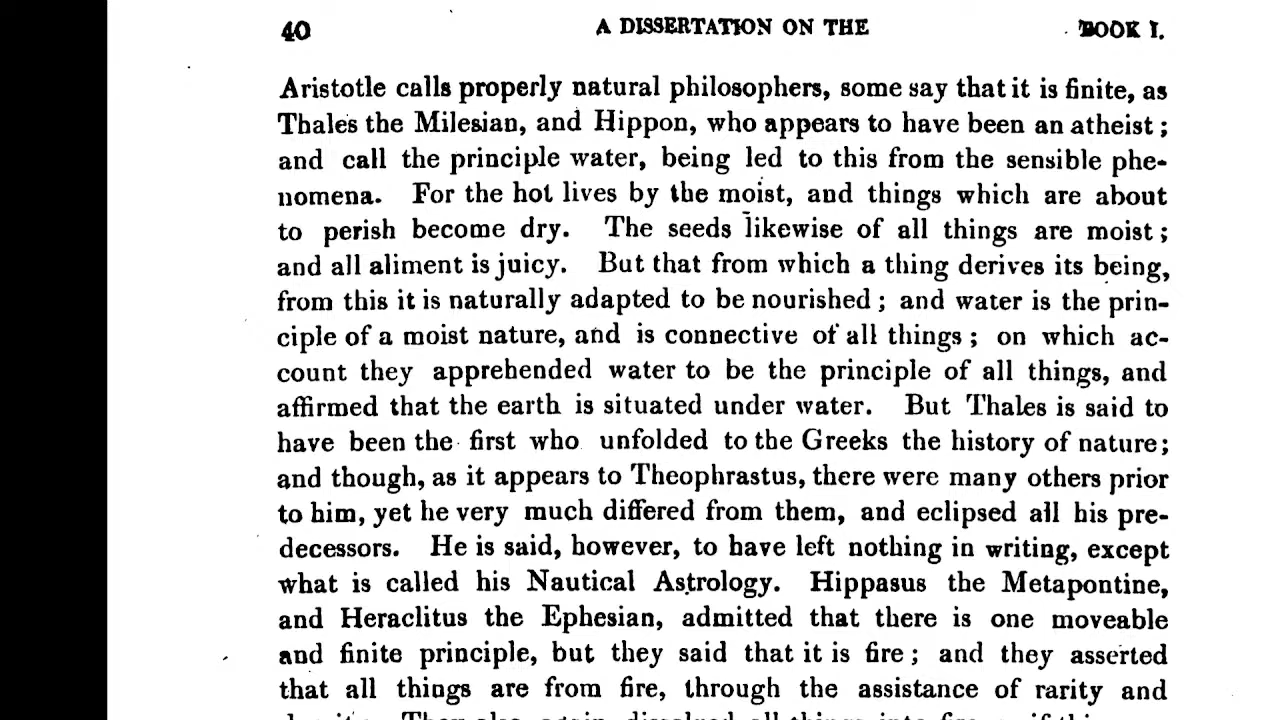 40 A DISSERTATION ON THE BOOK I.
Aristotle calls properly natural philosophers, some say that it is finite, as
Thales the Milesian, and Hippon, who appears to have been an atheist;
and call the principle water, being led to this from the sensible phe-
nomena. For the hot lives by the moist, and things which are about
to perish become dry. The seeds likewise of all things are moist;
and all aliment is juicy. But that from which a thing derives its being,
from this it is naturally adapted to be nourished; and water is the prin-
ciple of a moist nature, and is connective of all things; on which ac-
count they apprehended water to be the principle of all things, and
affirmed that the earth is situated under water. But Thales is said to
have been the first who unfolded to the Greeks the history of nature;
and though, as it appears to Theophrastus, there were many others prior
to him, yet he very much differed from them, and eclipsed all his pre-
decessors. He is said, however, to have left nothing in writing, except
what is called his Nautical Astrology. Hippasus the Metapontine,
and Heraclitus the Ephesian, admitted that there is one moveable
and finite principle, but they said that it is fire; and they asserted
that all things are from fire, through the assistance of rarity and
They also again dissolved all things into fire